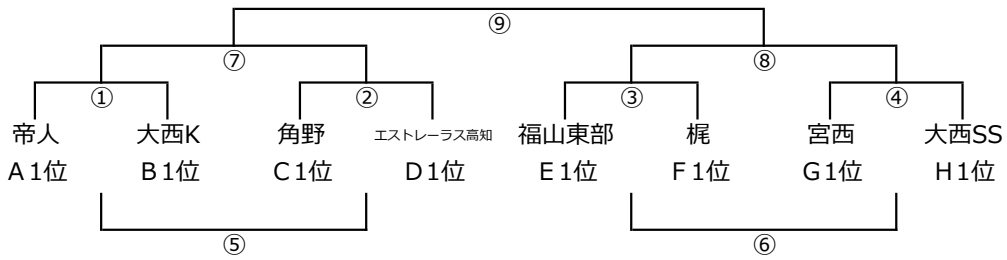 ⑨
⑦ ⑧
① ② ③ ④
帝人 大西K 角野 エストレーラス高知 福山東部 梶 宮西 大西SS
A1位 B1位 C1位 D1位 E1位 F1位 G1位 H1位
⑤ ⑥